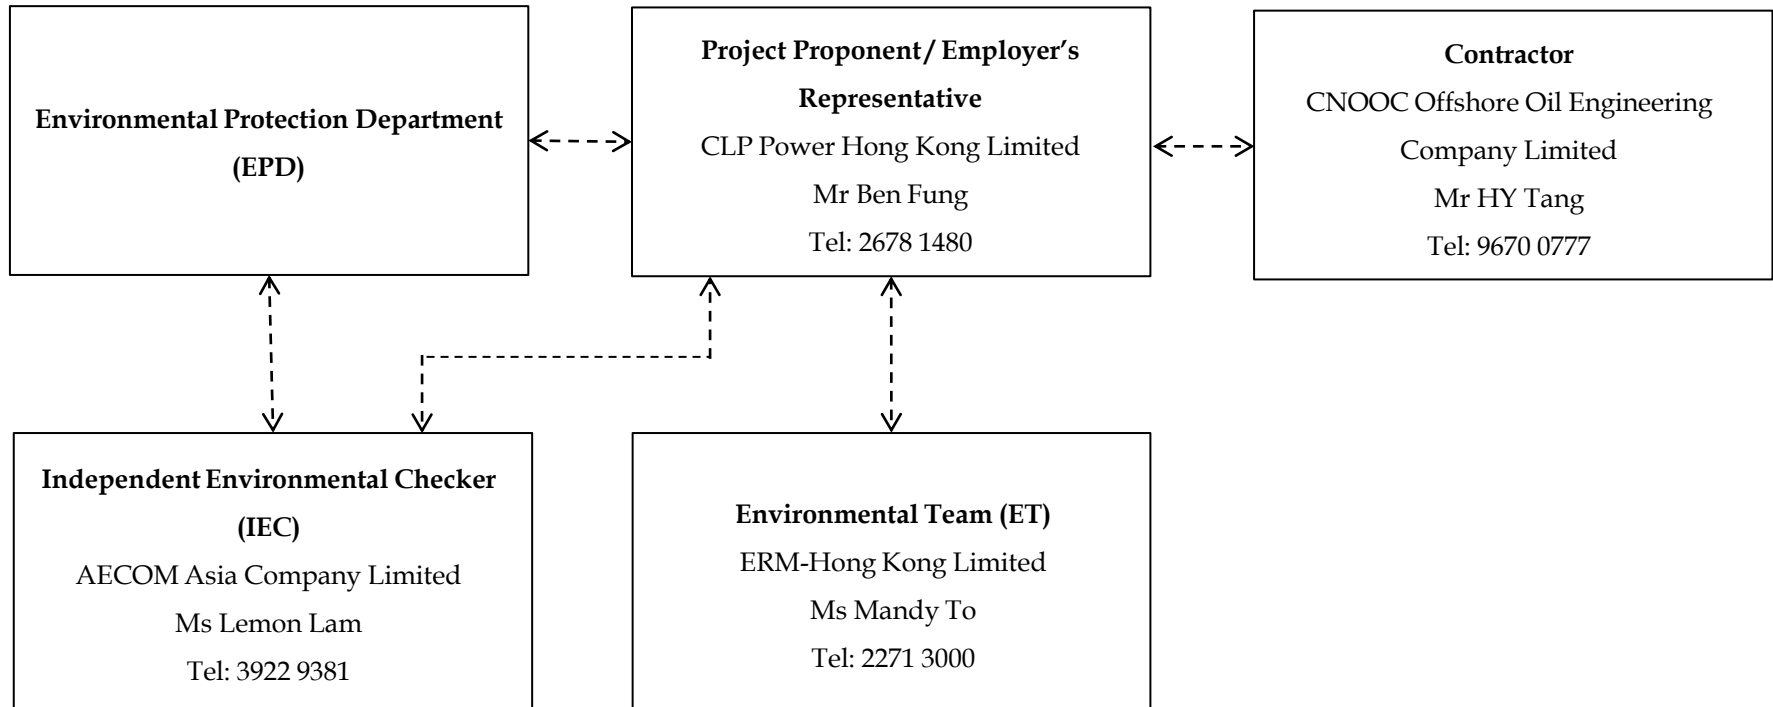 Environmental Protection Department
(EPD)
Project Proponent/ Employer’s
Representative
CLP Power Hong Kong Limited
Mr Ben Fung
Tel: 2678 1480
Contractor
CNOOC Offshore Oil Engineering
Company Limited
Mr HY Tang
Tel: 9670 0777
Independent Environmental Checker
(IEC)
AECOM Asia Company Limited
Ms Lemon Lam
Tel: 3922 9381
Environmental Team (ET)
ERM-Hong Kong Limited
Ms Mandy To
Tel: 2271 3000